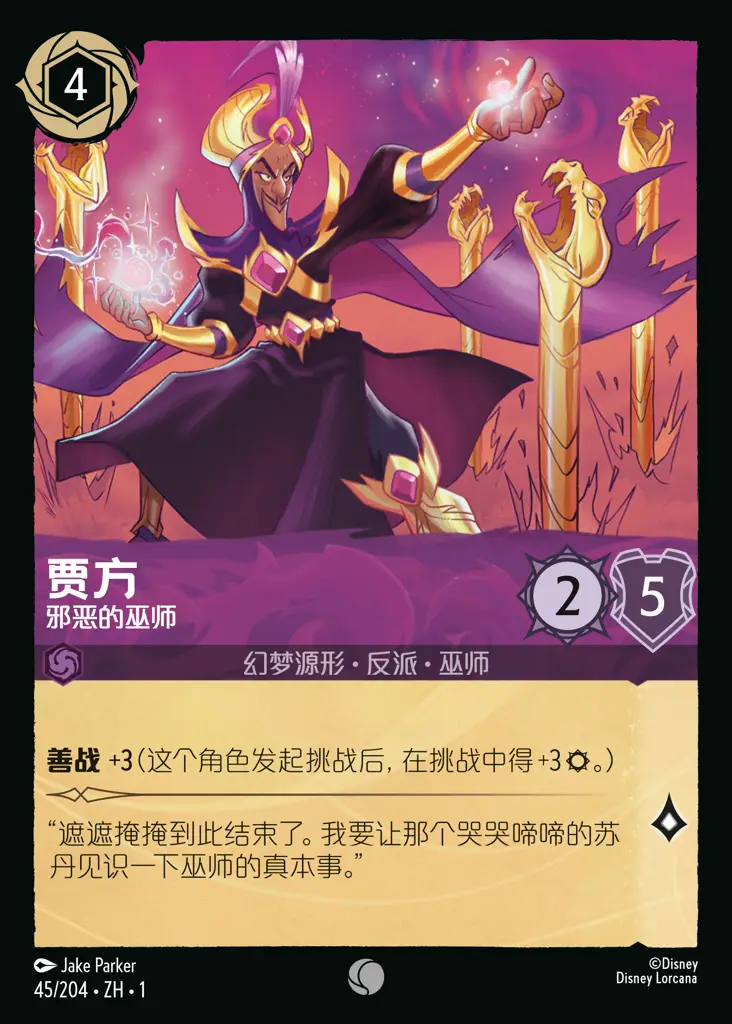 4
贾方
邪恶的巫师
2
5
幻梦源形 • 反派 • 巫师
善战 +3（这个角色发起挑战后, 在挑战中得 +3 。）
“遮遮掩掩到此结束了。我要让那个哭哭啼啼的苏
丹见识一下巫师的真本事。”
Jake Parker
45/204 • ZH • 1
©Disney
Disney Lorcana